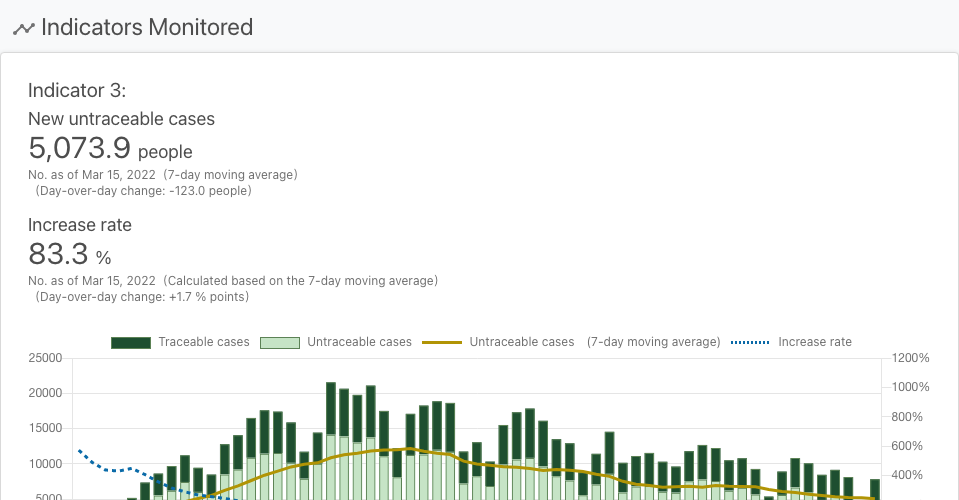 Indicators Monitored
Indicator 3:
New untraceable cases
5,073.9 people
No. as of Mar 15, 2022 (7-day moving average)
(Day-over-day change: -123.0 people)
Increase rate
83.3 %
No. as of Mar 15, 2022 (Calculated based on the 7-day moving average)
(Day-over-day change: +1.7 % points)
Traceable cases Untraceable cases Untraceable cases (7-day moving average) Increase rate
25000 1200%
20000 1000%
15000 800%
10000 600%
5000 400%